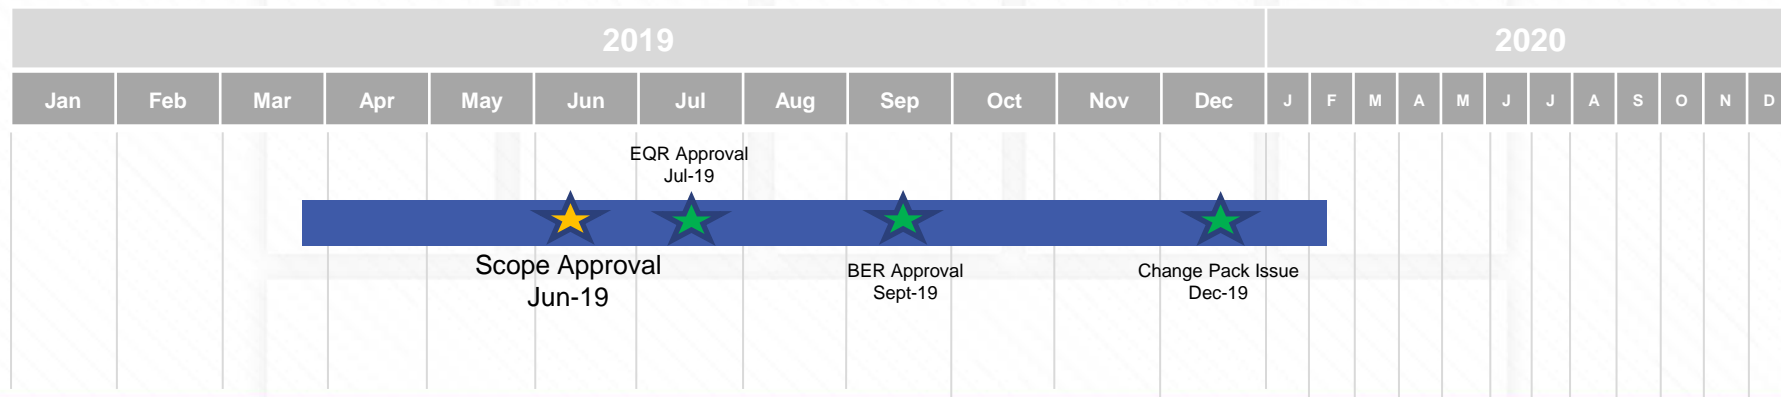 2019 2020
Jan Feb Mar Apr May Jun Jul Aug Sep Oct Nov Dec J F M A M J J A S O N D
EQR Approval
Jul-19
Scope Approval
Jun-19
BER Approval
Sept-19
Change Pack Issue
Dec-19